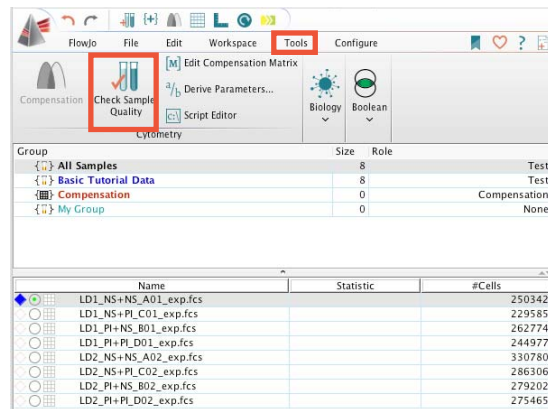 FlowJo File Edit Workspace Tools Configure
[M] Edit Compensation Matrix
a/b Derive Parameters...
c:\ Script Editor
Compensation
Check Sample
Quality
Biology
Boolean
Cytometry
Group Size Role
All Samples 8 Test
Basic Tutorial Data 8 Test
Compensation 0 Compensation
My Group 0 None
Name Statistic #Cells
LD1_NS+NS_A01_exp.fcs 250342
LD1_NS+PI_C01_exp.fcs 229585
LD1_PI+NS_B01_exp.fcs 262774
LD1_PI+PI_D01_exp.fcs 244977
LD2_NS+NS_A02_exp.fcs 330780
LD2_NS+PI_C02_exp.fcs 286306
LD2_PI+NS_B02_exp.fcs 279202
LD2_PI+PI_D02_exp.fcs 275465